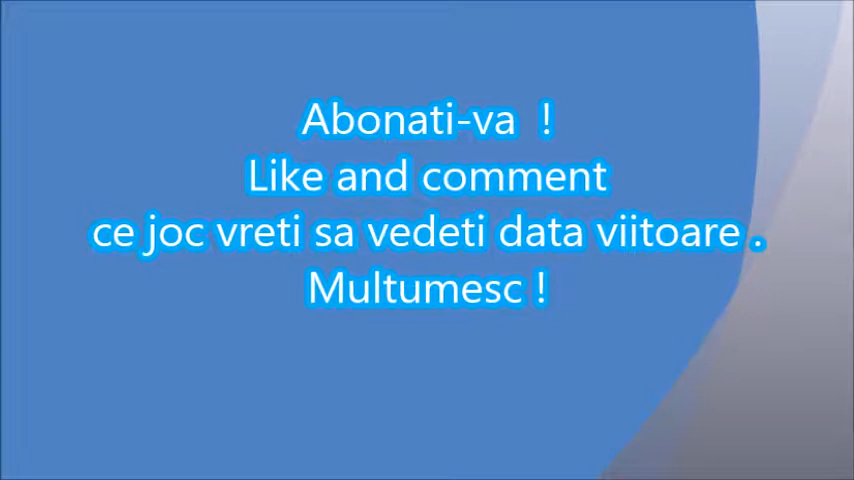 Abonati-va !
Like and comment
ce joc vreti sa vedeti data viitoare .
Multumesc !